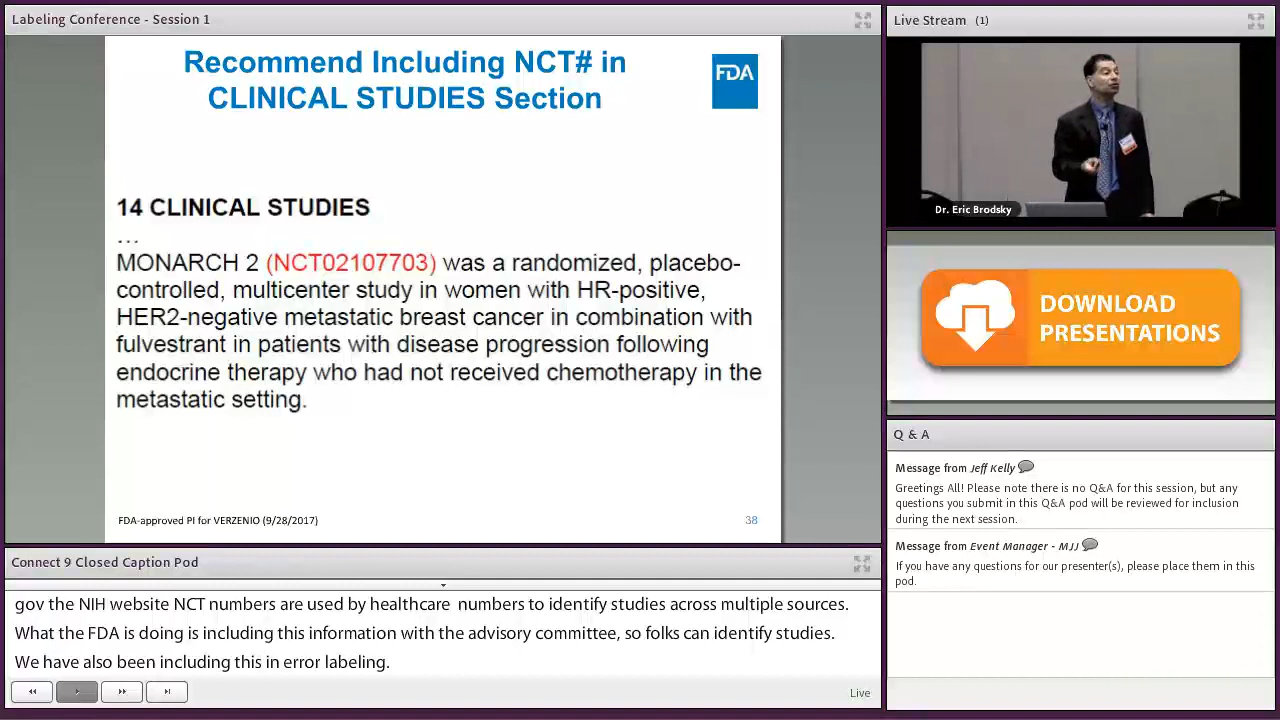 Labeling Conference - Session 1
Recommend Including NCT# in
CLINICAL STUDIES Section
FDA
14 CLINICAL STUDIES
...
MONARCH 2 (NCT02107703) was a randomized, placebo-
controlled, multicenter study in women with HR-positive,
HER2-negative metastatic breast cancer in combination with
fulvestrant in patients with disease progression following
endocrine therapy who had not received chemotherapy in the
metastatic setting.
FDA-approved PI for VERZENIO (9/28/2017)
38
Connect 9 Closed Caption Pod
gov the NIH website NCT numbers are used by healthcare  numbers to identify studies across multiple sources.
What the FDA is doing is including this information with the advisory committee, so folks can identify studies.
We have also been including this in error labeling.
Live
Live Stream (1)
Dr. Eric Brodsky
DOWNLOAD
PRESENTATIONS
Q & A
Message from Jeff Kelly
Greetings All! Please note there is no Q&A for this session, but any
questions you submit in this Q&A pod will be reviewed for inclusion
during the next session.
Message from Event Manager - MJJ
If you have any questions for our presenter(s), please place them in this
pod.